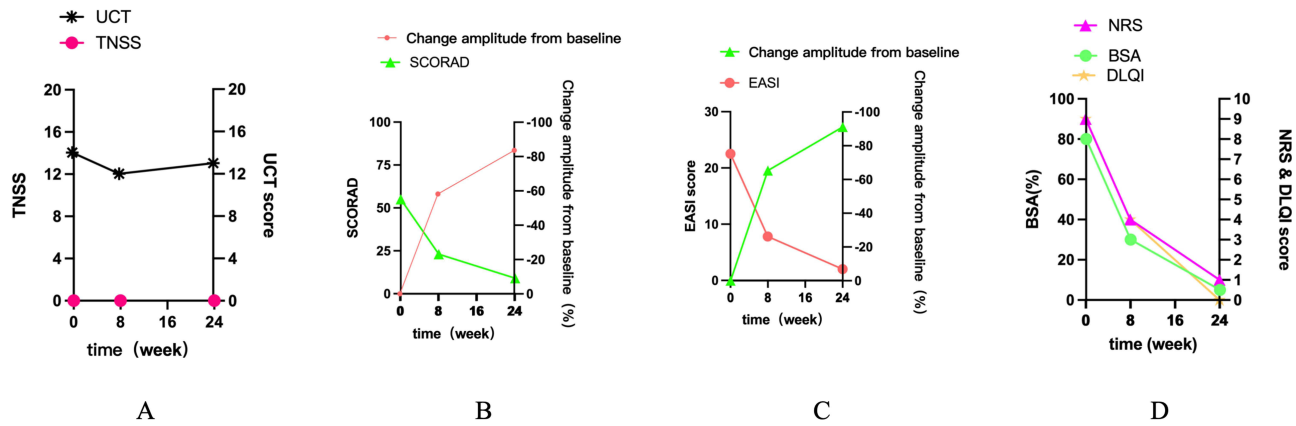 UCT
TNSS
20
16
12
8
4
0
TNSS
20
16
12
8
4
0
UCT score
0
8
16
24
time (week)
A
Change amplitude from baseline
SCORAD
100
75
50
25
0
SCORAD
-100
-80
-60
-40
-20
0
Change amplitude from baseline (%)
0
8
16
24
time (week)
B
Change amplitude from baseline
EASI
30
20
10
0
EASI score
-100
-80
-60
-40
-20
0
Change amplitude from baseline (%)
0
8
16
24
time (week)
C
NRS
BSA
DLQI
100
80
60
40
20
0
BSA(%)
10
9
8
7
6
5
4
3
2
1
0
NRS & DLQI score
0
8
16
24
time (week)
D